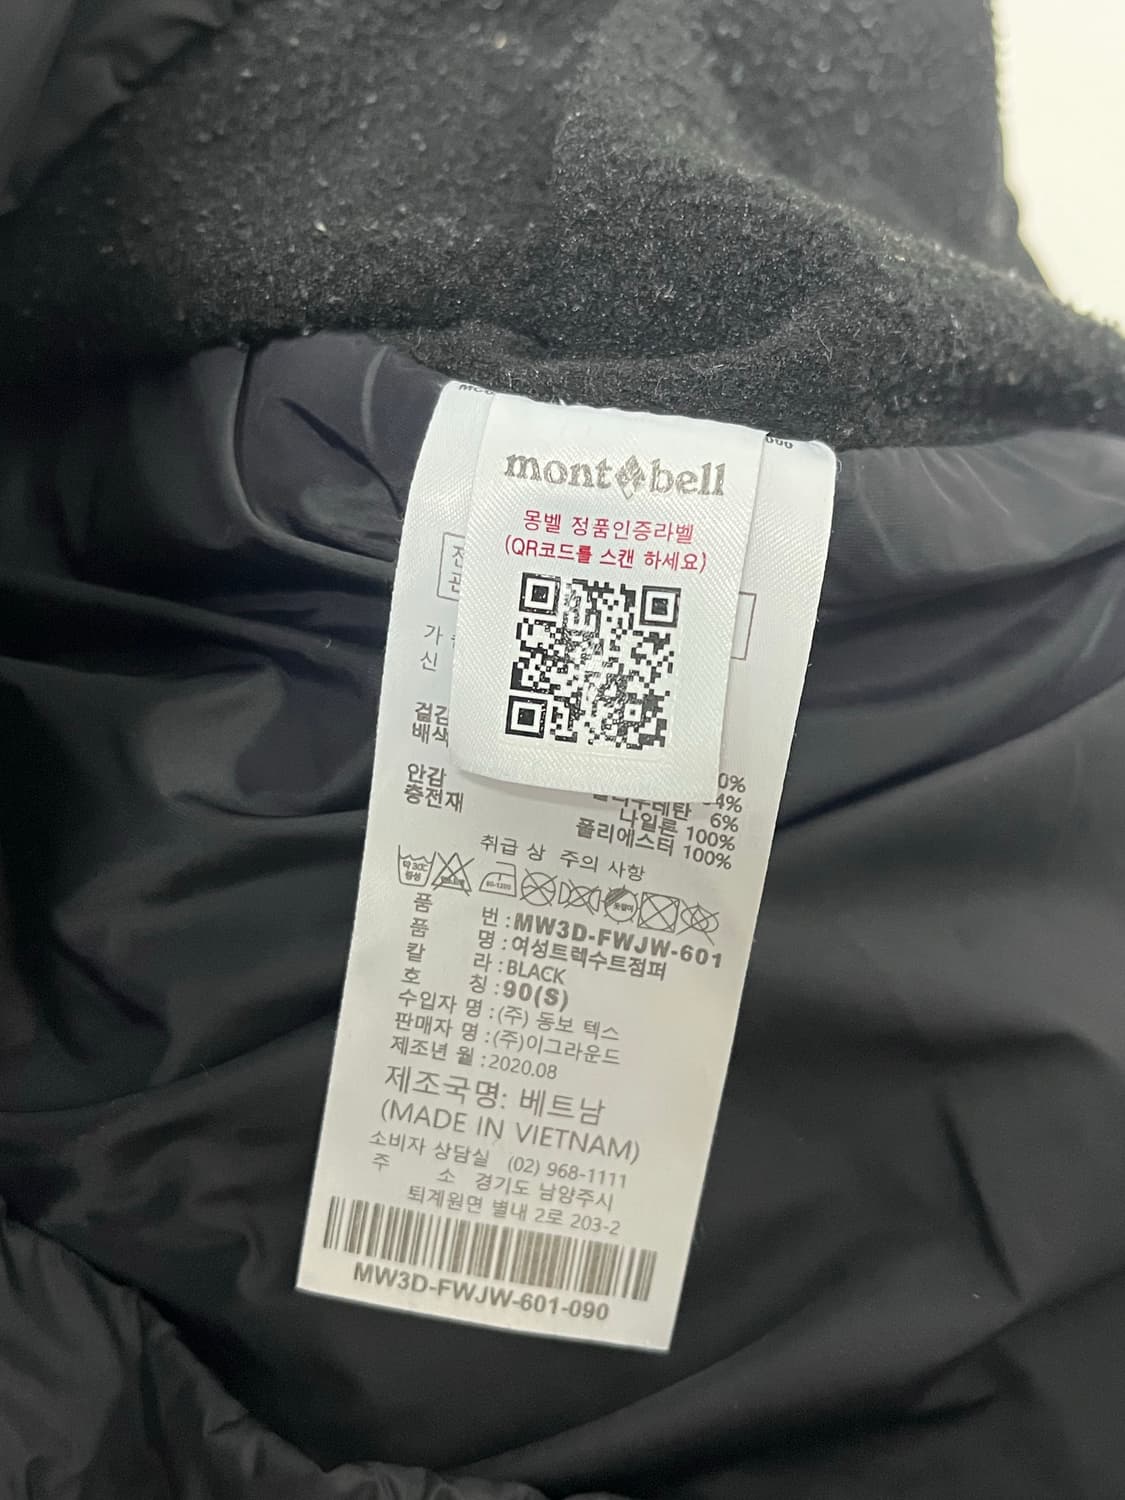 mont bell
몽벨 정품인증라벨
(QR코드를 스캔 하세요)
겉감
배색
안감
충전재
0%
4%
6%
나일론 100%
폴리에스터 100%
취급 상 주의 사항
품 번 : MW3D-FWJW-601
품 명 : 여성트렉수트점퍼
칼 라 : BLACK
호 칭 : 90(S)
수입자 명 : (주) 동보 텍스
판매자 명 : (주)이그라운드
제조년 월 : 2020.08
제조국명: 베트남
(MADE IN VIETNAM)
소비자 상담실 (02) 968-1111
주 소 경기도 남양주시
퇴계원면 별내 2로 203-2
MW3D-FWJW-601-090